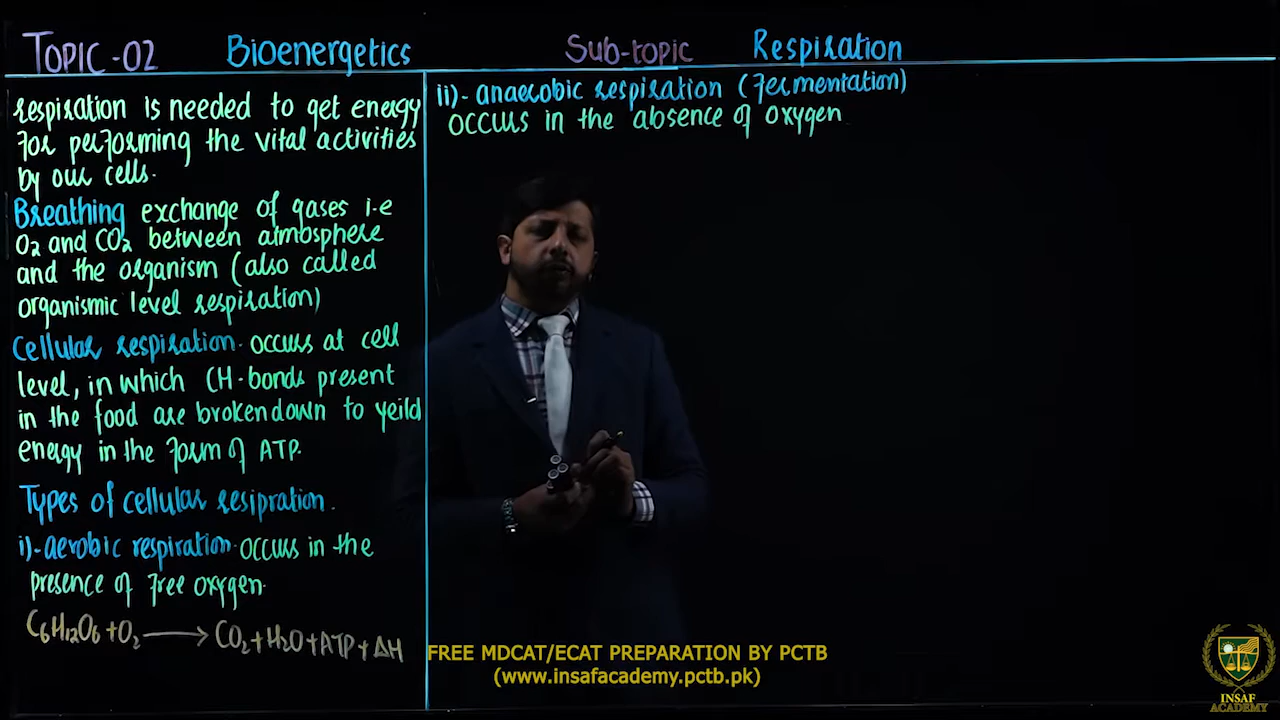 TOPIC-02 Bioenergetics Sub-topic Respiration
respiration is needed to get energy
for performing the vital activities
by our cells.
Breathing exchange of gases i.e
O₂ and CO₂ between atmosphere
and the organism (also called
organismic level respiration)
Cellular respiration. occurs at cell
level, in which CH-bonds present
in the food are brokendown to yeild
energy in the form of ATP.
Types of cellular resipration.
i)-aerobic respiration. occurs in the
presence of free oxygen.
C₆H₁₂O₆+O₂ ⟶ CO₂+H₂O+ATP+ΔH
ii)- anaerobic respiration (fermentation)
occurs in the absence of oxygen
FREE MDCAT/ECAT PREPARATION BY PCTB
(www.insafacademy.pctb.pk)
INSAF
ACADEMY